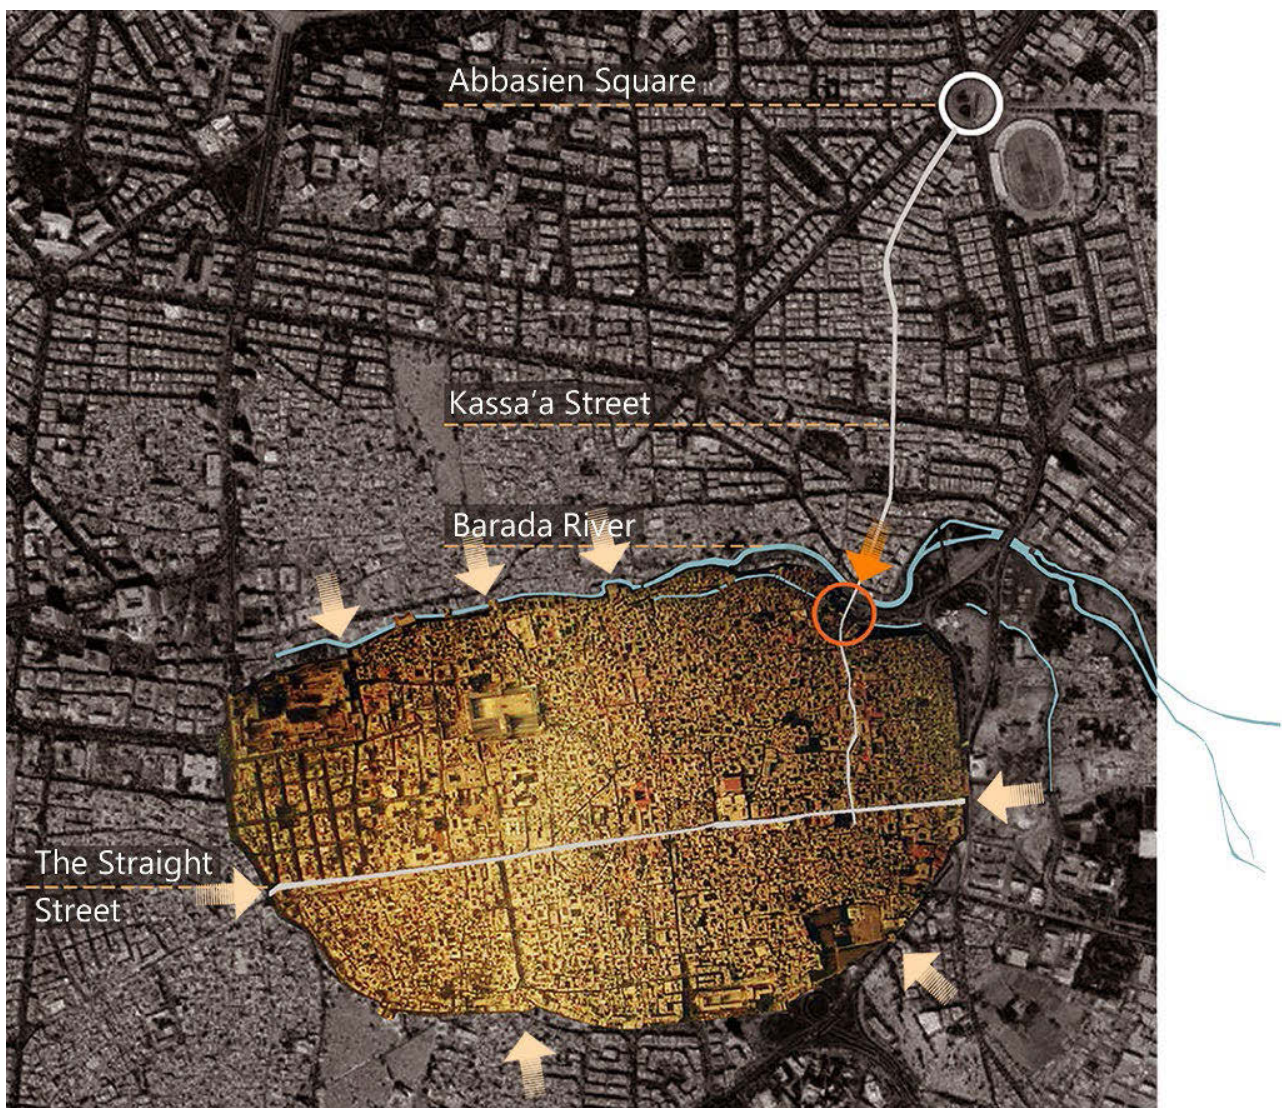 Abbasien Square
Kassa’a Street
Barada River
The Straight
Street